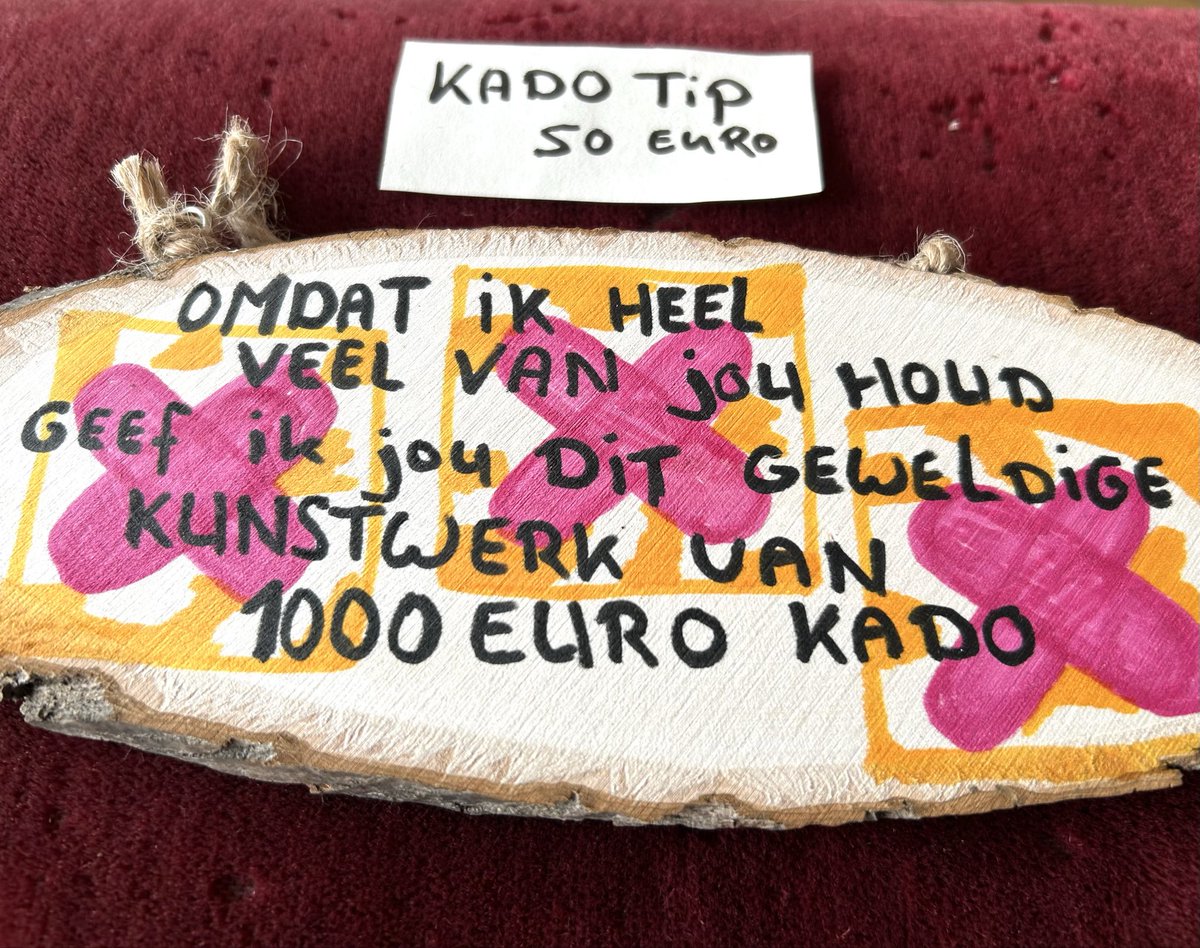 KADO Tip
50 EURO
OMDAT iK HEEL
VEEL VAN jou HOUD
GEEf ik jou DiT GEWELDiGE
KUNSTWERK VAN
1000 EURO KADO